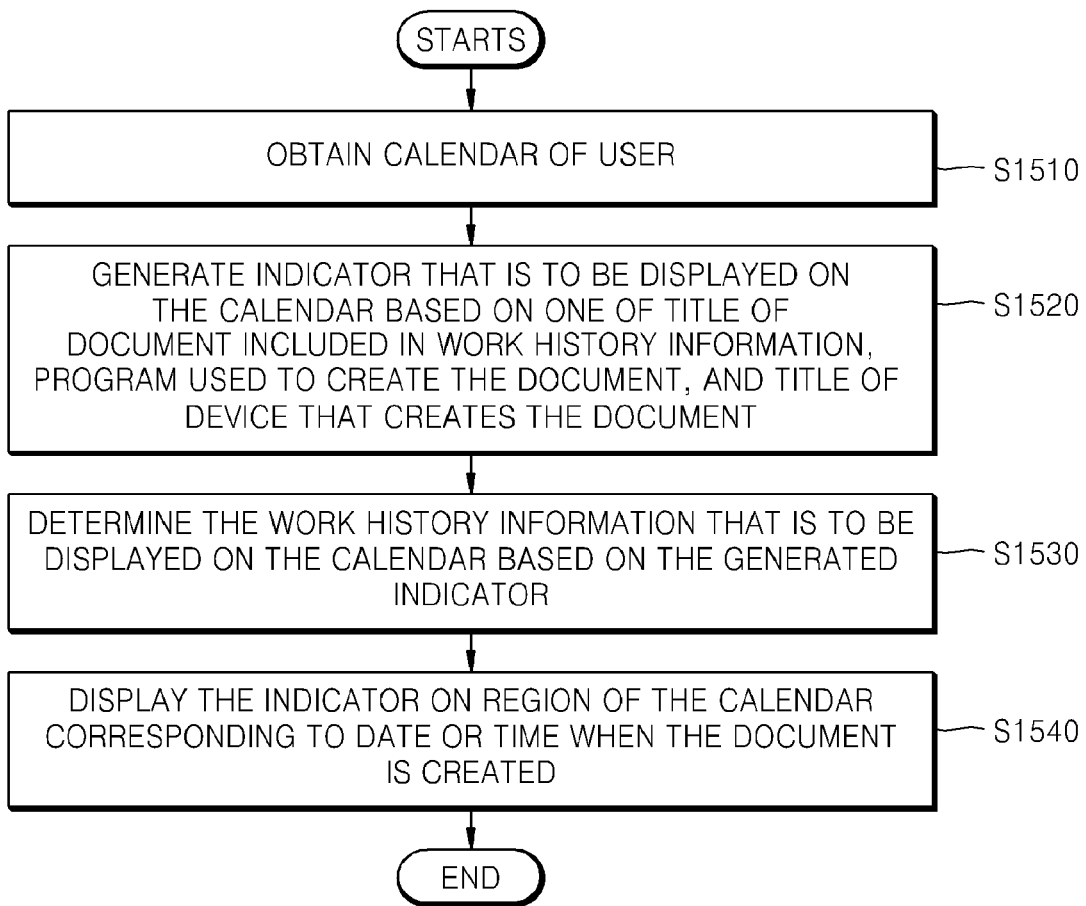 STARTS
OBTAIN CALENDAR OF USER
S1510
GENERATE INDICATOR THAT IS TO BE DISPLAYED ON
THE CALENDAR BASED ON ONE OF TITLE OF
DOCUMENT INCLUDED IN WORK HISTORY INFORMATION,
PROGRAM USED TO CREATE THE DOCUMENT, AND TITLE OF
DEVICE THAT CREATES THE DOCUMENT
S1520
DETERMINE THE WORK HISTORY INFORMATION THAT IS TO BE
DISPLAYED ON THE CALENDAR BASED ON THE GENERATED
INDICATOR
S1530
DISPLAY THE INDICATOR ON REGION OF THE CALENDAR
CORRESPONDING TO DATE OR TIME WHEN THE DOCUMENT
IS CREATED
S1540
END